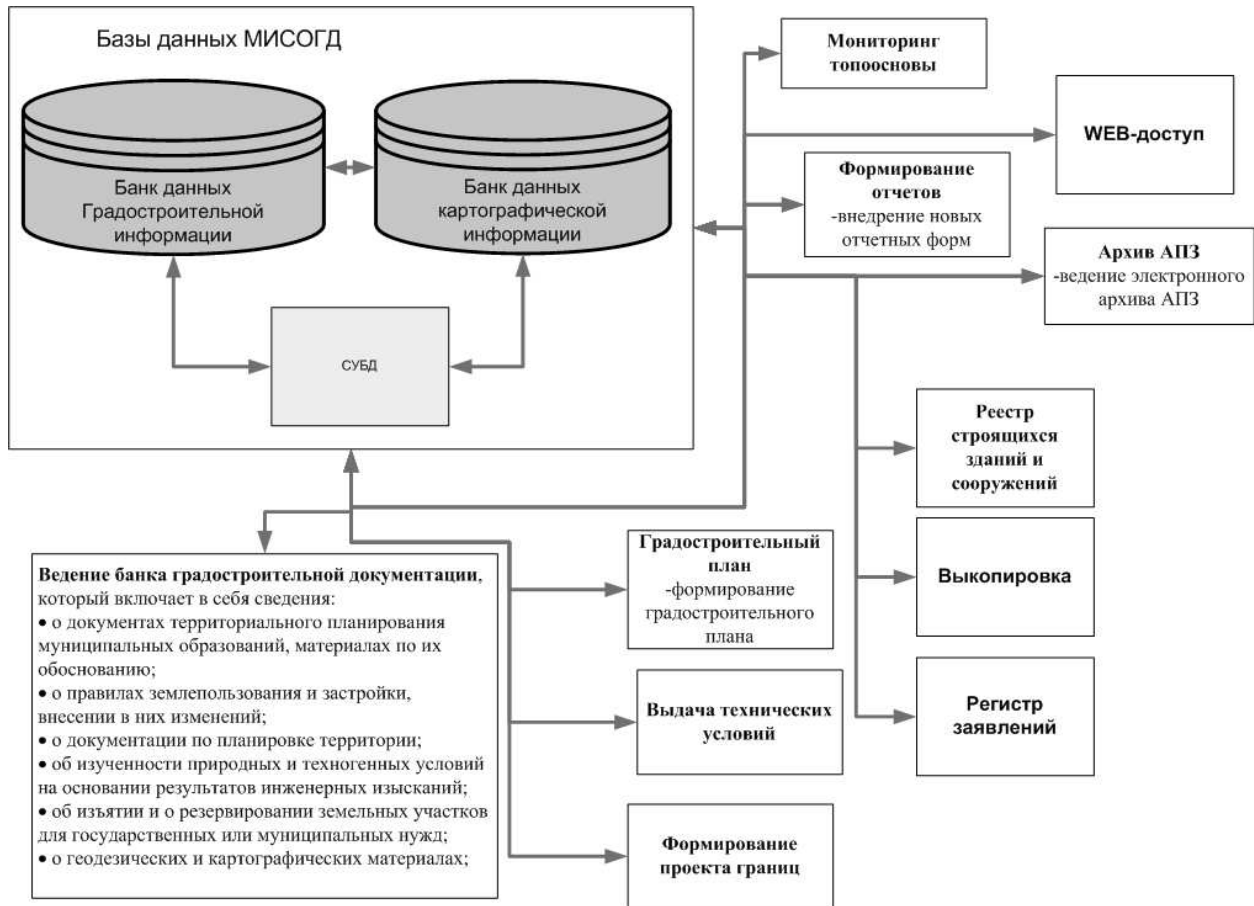 Базы данных МИСОГД
Банк данных
Градостроительной
информации
Банк данных
картографической
информации
СУБД
Мониторинг
топоосновы
WEB-доступ
Формирование
отчетов
-внедрение новых
отчетных форм
Архив АПЗ
-ведение электронного
архива АПЗ
Реестр
строящихся
зданий и
сооружений
Выкопировка
Регистр
заявлений
Градостроительный
план
-формирование
градостроительного
плана
Выдача технических
условий
Формирование
проекта границ
Ведение банка градостроительной документации,
который включает в себя сведения:
• о документах территориального планирования
муниципальных образований, материалах по их
обоснованию;
• о правилах землепользования и застройки,
внесении в них изменений;
• о документации по планировке территории;
• об изученности природных и техногенных условий
на основании результатов инженерных изысканий;
• об изъятии и о резервировании земельных участков
для государственных или муниципальных нужд;
• о геодезических и картографических материалах;